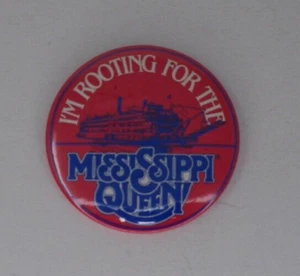 I'M ROOTING FOR THE
MISSISSIPPI
QUEEN!